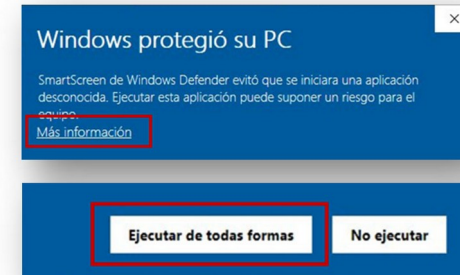 Windows protegió su PC
SmartScreen de Windows Defender evitó que se iniciara una aplicación
desconocida. Ejecutar esta aplicación puede suponer un riesgo para el
equipo.
Más información
Ejecutar de todas formas
No ejecutar